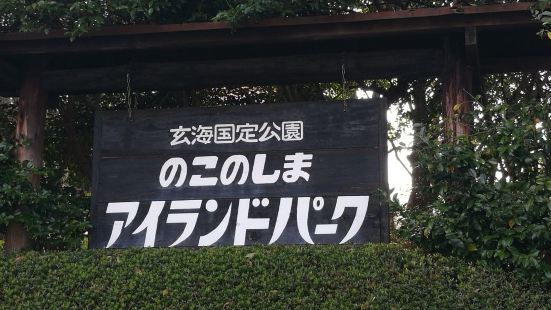 玄海国定公園
のこのしま
アイランドパーク